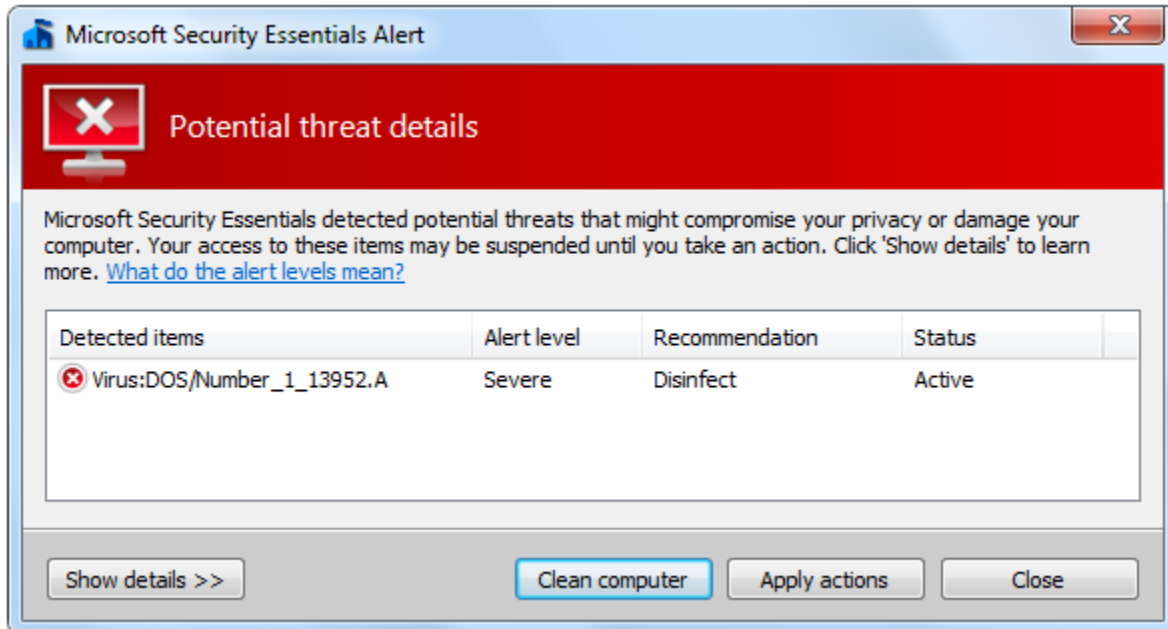 Microsoft Security Essentials Alert
Potential threat details
Microsoft Security Essentials detected potential threats that might compromise your privacy or damage your
computer. Your access to these items may be suspended until you take an action. Click 'Show details' to learn
more. What do the alert levels mean?
Detected items Alert level Recommendation Status
Virus:DOS/Number_1_13952.A Severe Disinfect Active
Show details >> Clean computer Apply actions Close